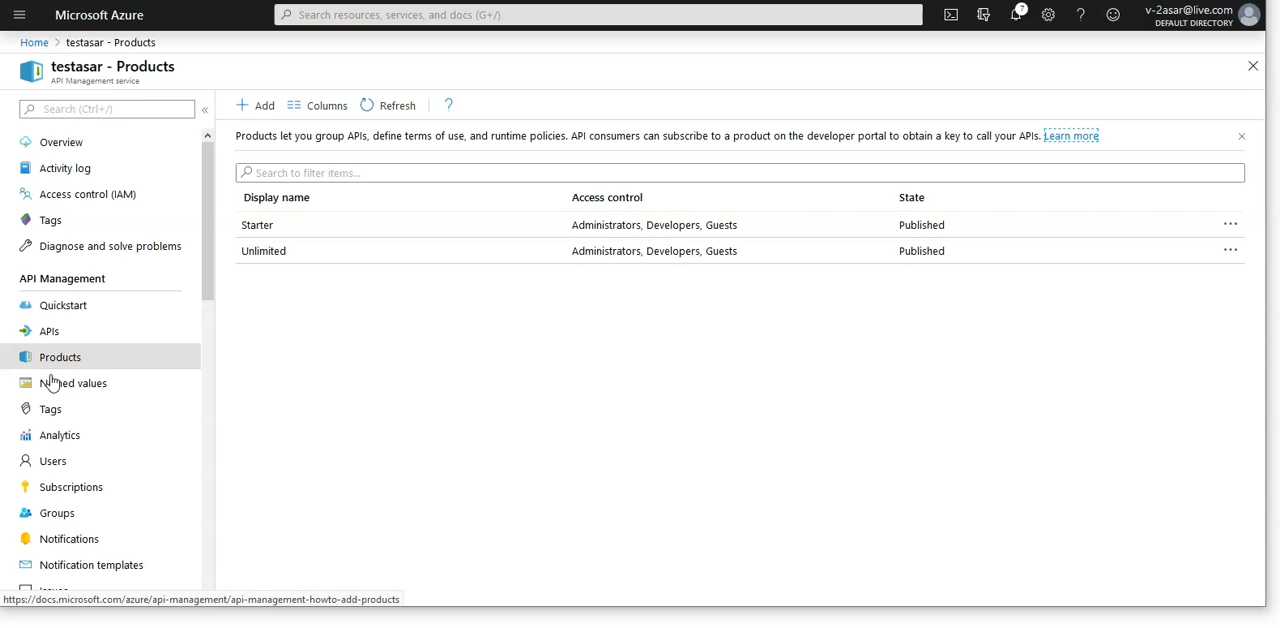 Microsoft Azure
Search resources, services, and docs (G+/)
7
v-2asar@live.com
DEFAULT DIRECTORY
Home > testasar - Products
testasar - Products
API Management service
Search (Ctrl+/)
«
Add
Columns
Refresh
?
Products let you group APIs, define terms of use, and runtime policies. API consumers can subscribe to a product on the developer portal to obtain a key to call your APIs. Learn more
Search to filter items...
Display name Access control State
Starter Administrators, Developers, Guests Published ...
Unlimited Administrators, Developers, Guests Published ...
Overview
Activity log
Access control (IAM)
Tags
Diagnose and solve problems
API Management
Quickstart
APIs
Products
values
Tags
Analytics
Users
Subscriptions
Groups
Notifications
Notification templates
https://docs.microsoft.com/azure/api-management/api-management-howto-add-products